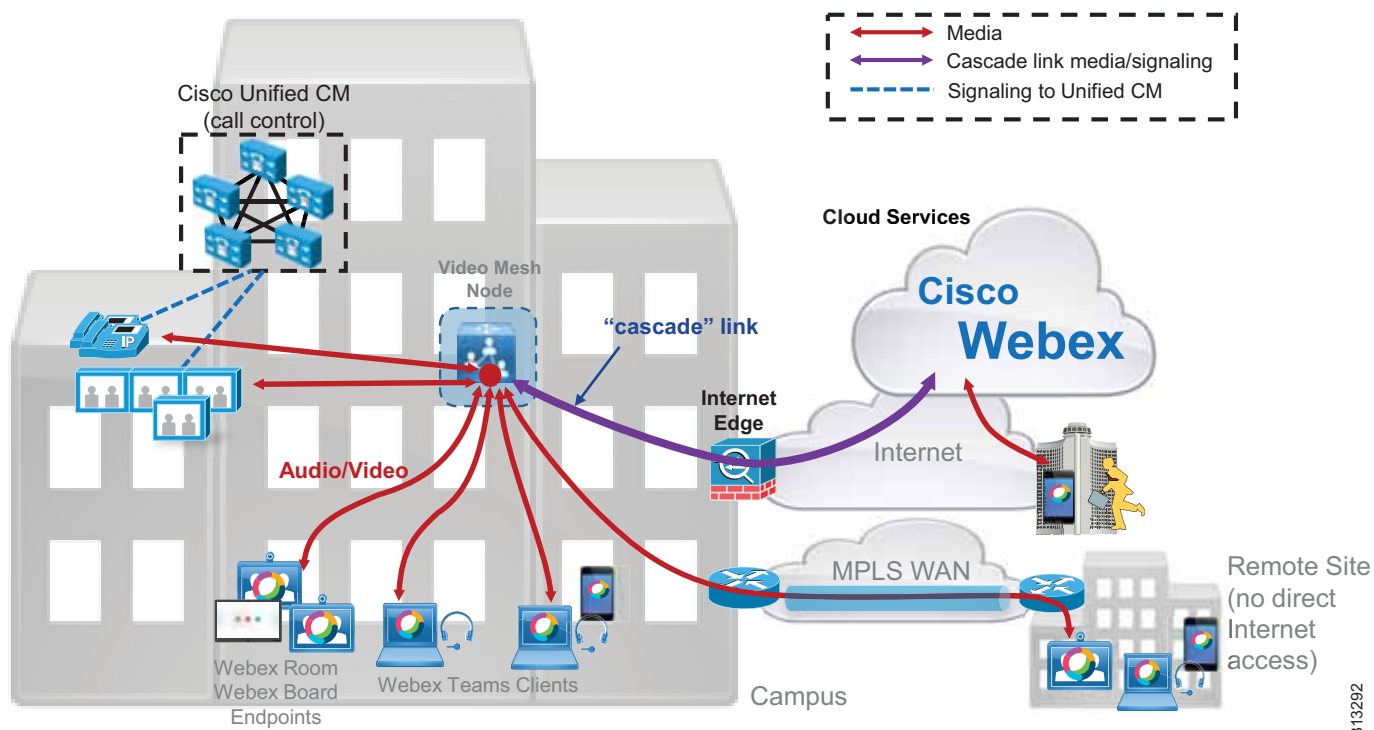 Media
Cascade link media/signaling
Signaling to Unified CM
Cisco Unified CM
(call control)
Video Mesh
Node
IP
“cascade” link
Cloud Services
Cisco
Webex
Internet
Edge
Internet
Audio/Video
MPLS WAN
Remote Site
(no direct
Internet
access)
Webex Room
Webex Board
Endpoints
Webex Teams Clients
Campus
313292